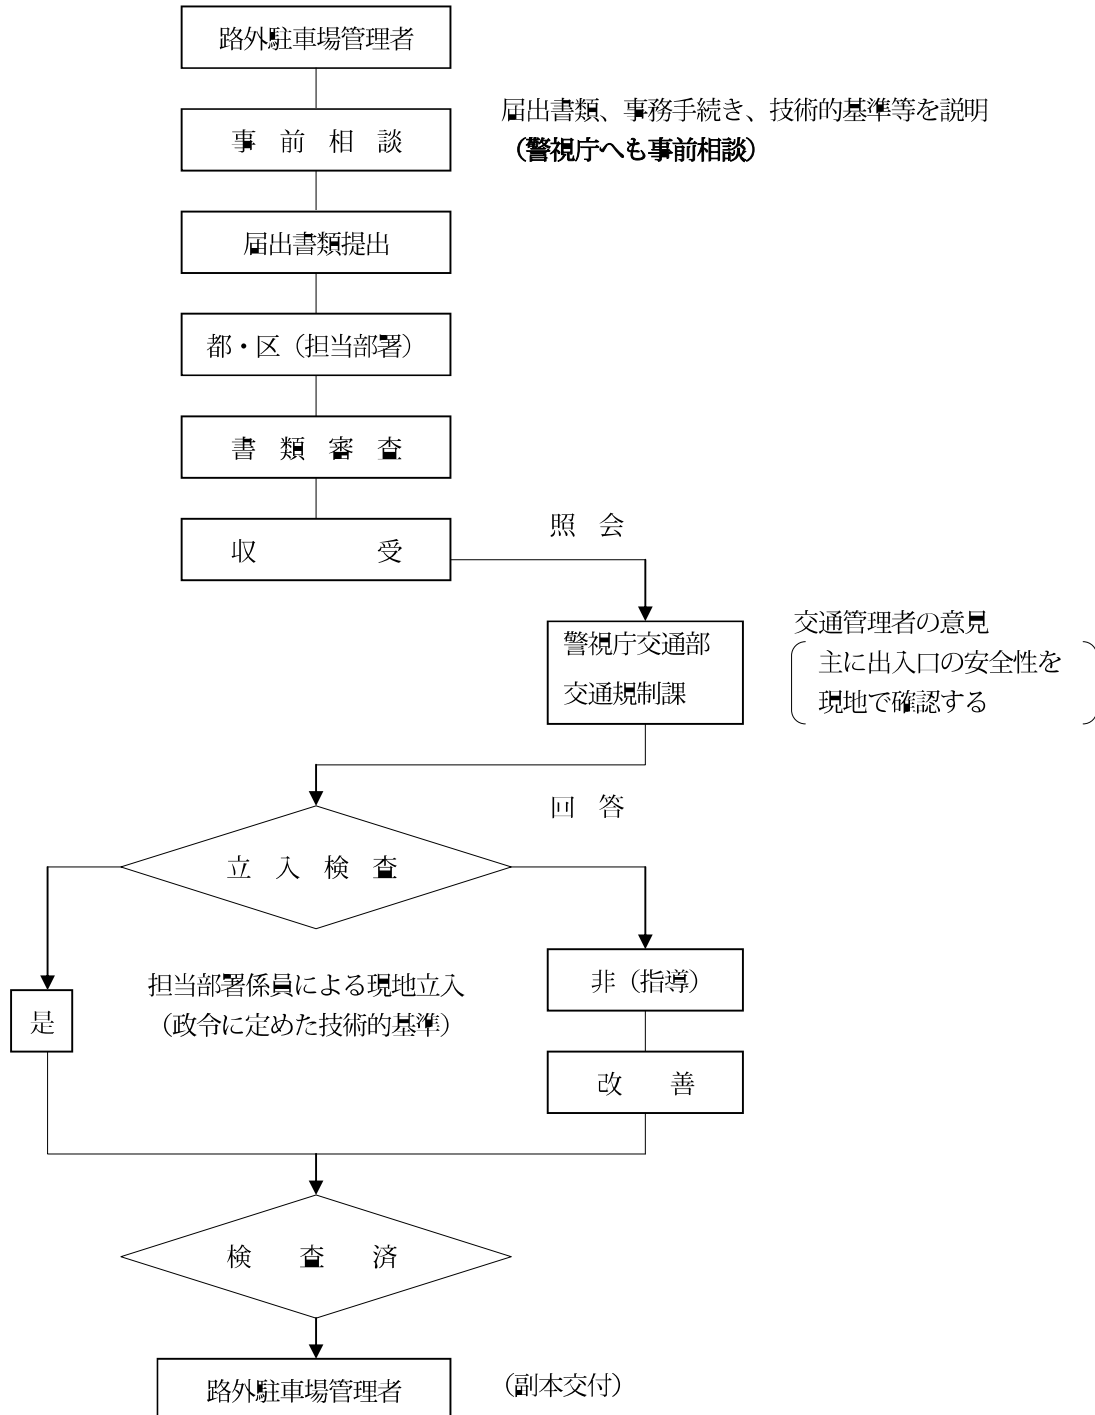 路外駐車場管理者
事　前　相　談
届出書類、事務手続き、技術的基準等を説明
（警視庁へも事前相談）
届出書類提出
都・区（担当部署）
書　類　審　査
収　　　　　受
照　会
警視庁交通部
交通規制課
交通管理者の意見
主に出入口の安全性を
現地で確認する
回　答
立　入　検　査
担当部署係員による現地立入
（政令に定めた技術的基準）
是
非（指導）
改　　善
検　　査　　済
路外駐車場管理者
（副本交付）